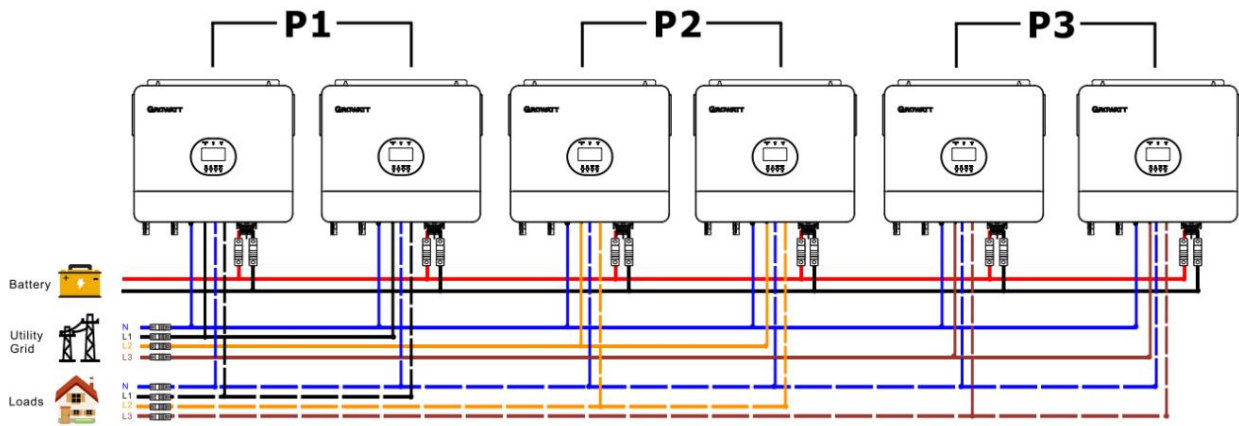 P1 P2 P3
GROWATT GROWATT GROWATT GROWATT GROWATT GROWATT
Battery
Utility
Grid
N
L1
L2
L3
Loads
N
L1
L2
L3